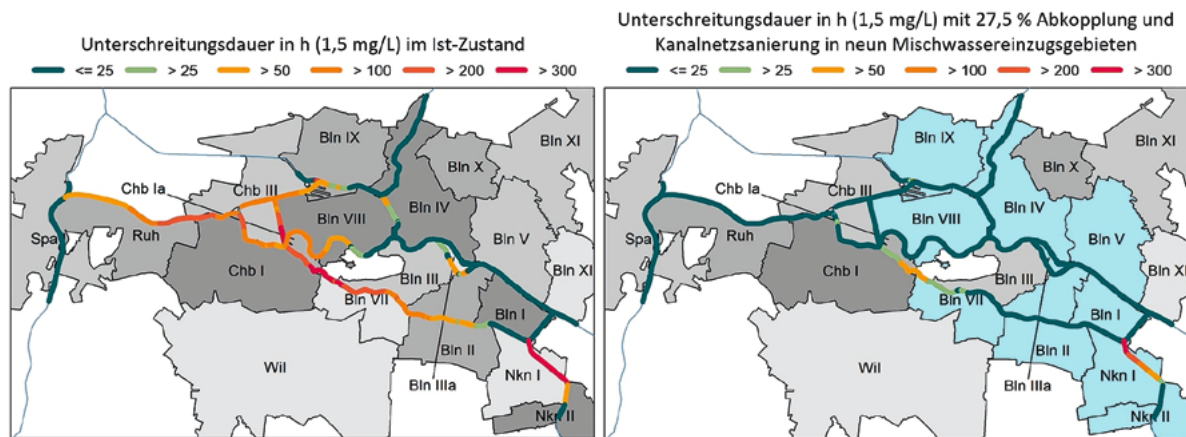 Unterschreitungsdauer in h (1,5 mg/L) im Ist-Zustand
<= 25 > 25 > 50 > 100 > 200 > 300
Bln IX
Bln XI
Bln X
Chb Ia
Chb III
Bln IV
Bln VIII
Spa
Ruh
Bln V
Chb I
Bln III
Bln XI
Bln VII
Bln I
Bln II
Wil
Nkn I
Bln IIIa
Nkn II
Unterschreitungsdauer in h (1,5 mg/L) mit 27,5 % Abkopplung und
Kanalnetzsanierung in neun Mischwassereinzugsgebieten
<= 25 > 25 > 50 > 100 > 200 > 300
Bln IX
Bln XI
Bln X
Chb Ia
Chb III
Bln IV
Bln VIII
Spa
Ruh
Bln V
Chb I
Bln III
Bln XI
Bln VII
Bln I
Bln II
Wil
Nkn I
Bln IIIa
Nkn II